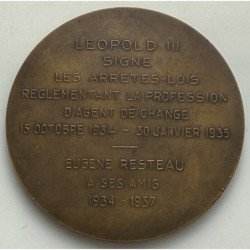 LEOPOLD III
SIGNE
LES ARRETES-LOIS
REGLEMENTANT LA PROFESSION
D'AGENT DE CHANGE
15 OCTOBRE 1934 - 30 JANVIER 1935
EUGENE RESTEAU
A SES AMIS
1934 - 1937